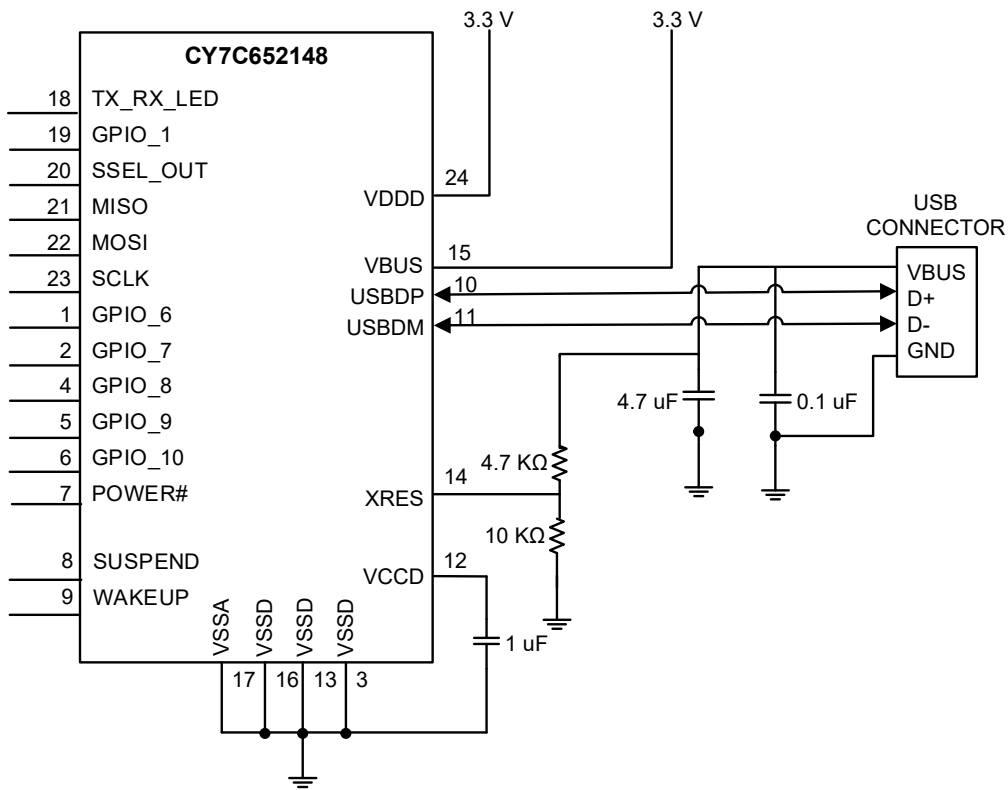 3.3 V
3.3 V
CY7C652148
18 TX_RX_LED
19 GPIO_1
20 SSEL_OUT
21 MISO
22 MOSI
23 SCLK
1 GPIO_6
2 GPIO_7
4 GPIO_8
5 GPIO_9
6 GPIO_10
7 POWER#
8 SUSPEND
9 WAKEUP
VDDD 24
VBUS 15
USBDP 10
USBDM 11
XRES 14
VCCD 12
VSSA
VSSD
VSSD
VSSD
17
16
13
3
4.7 KΩ
10 KΩ
1 uF
4.7 uF
0.1 uF
USB
CONNECTOR
VBUS
D+
D-
GND